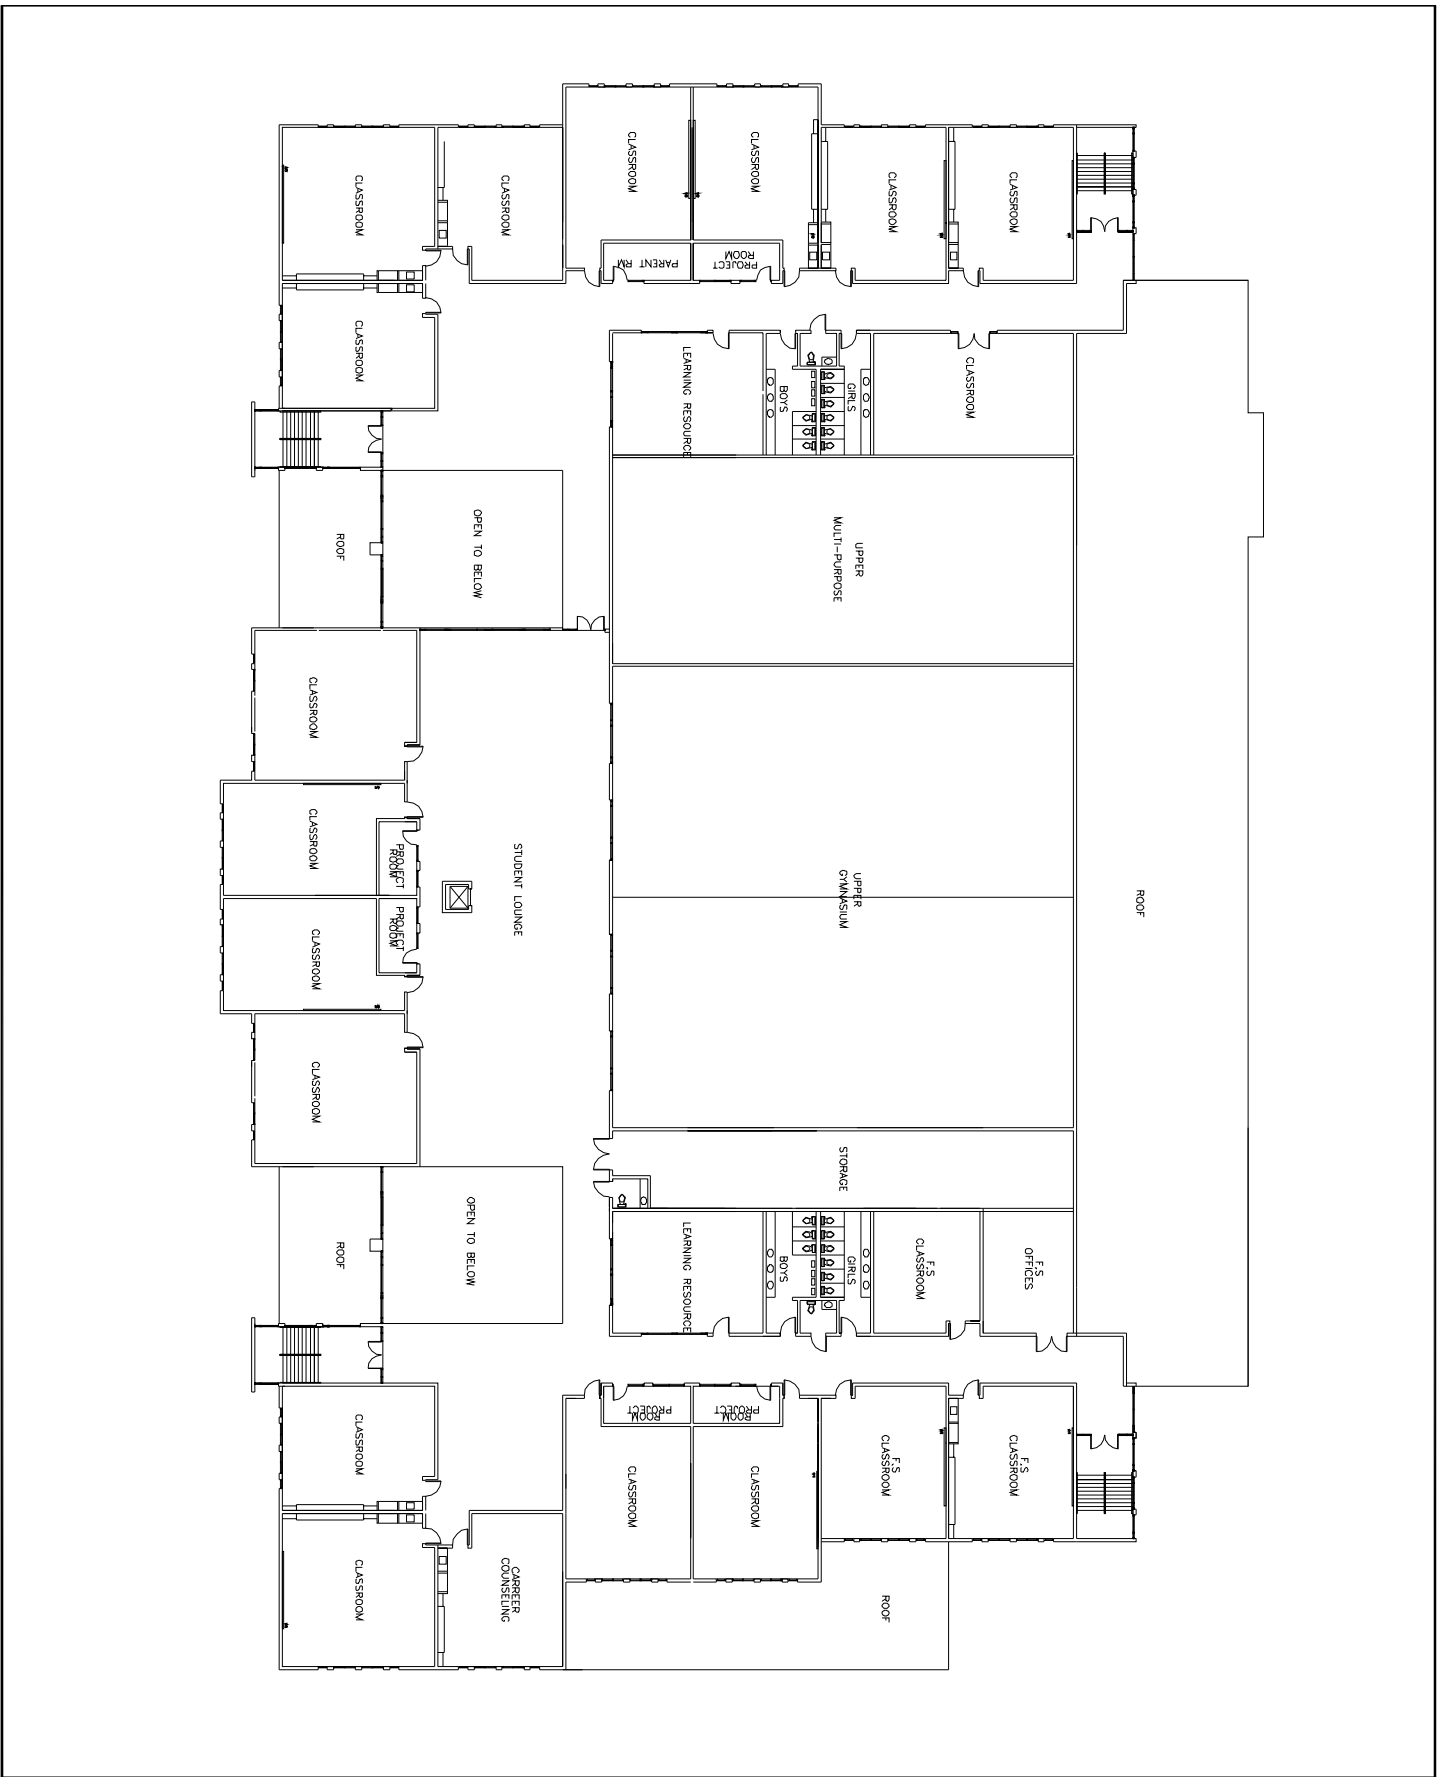 CLASSROOM
CLASSROOM
CLASSROOM
CLASSROOM
CLASSROOM
CLASSROOM
PARENT RM
PROJECT
ROOM
CLASSROOM
LEARNING RESOURCE
BOYS
GIRLS
CLASSROOM
ROOF
OPEN TO BELOW
UPPER
MULTI-PURPOSE
CLASSROOM
CLASSROOM
PROJECT
ROOM
STUDENT LOUNGE
UPPER
GYMNASIUM
ROOF
PROJECT
ROOM
CLASSROOM
CLASSROOM
STORAGE
ROOF
OPEN TO BELOW
LEARNING RESOURCE
BOYS
GIRLS
F.S
CLASSROOM
F.S
OFFICES
PROJECT
ROOM
PROJECT
ROOM
CLASSROOM
CLASSROOM
CLASSROOM
F.S
CLASSROOM
F.S
CLASSROOM
CLASSROOM
CARREER
COUNSELING
ROOF